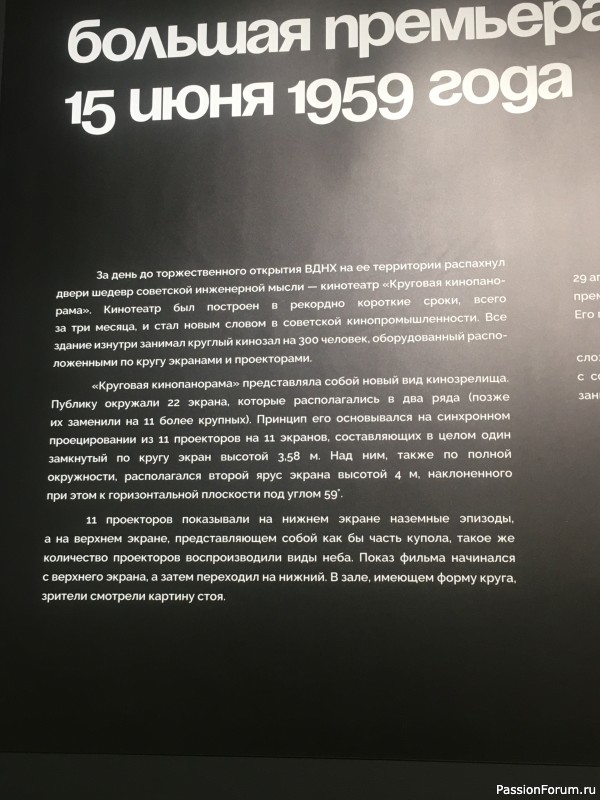 большая премьера
15 июня 1959 года
За день до торжественного открытия ВДНХ на ее территории распахнул
двери шедевр советской инженерной мысли — кинотеатр «Круговая кинопано-
рама». Кинотеатр был построен в рекордно короткие сроки, всего
за три месяца, и стал новым словом в советской кинопромышленности. Все
здание изнутри занимал круглый кинозал на 300 человек, оборудованный распо-
ложенными по кругу экранами и проекторами.
«Круговая кинопанорама» представляла собой новый вид кинозрелища.
Публику окружали 22 экрана, которые располагались в два ряда (позже
их заменили на 11 более крупных). Принцип его основывался на синхронном
проецировании из 11 проекторов на 11 экранов, составляющих в целом один
замкнутый по кругу экран высотой 3,58 м. Над ним, также по полной
окружности, располагался второй ярус экрана высотой 4 м, наклоненного
при этом к горизонтальной плоскости под углом 59°.
11 проекторов показывали на нижнем экране наземные эпизоды,
а на верхнем экране, представляющем собой как бы часть купола, такое же
количество проекторов воспроизводили виды неба. Показ фильма начинался
с верхнего экрана, а затем переходил на нижний. В зале, имеющем форму круга,
зрители смотрели картину стоя.
29
Его
с
PassionForum.ru